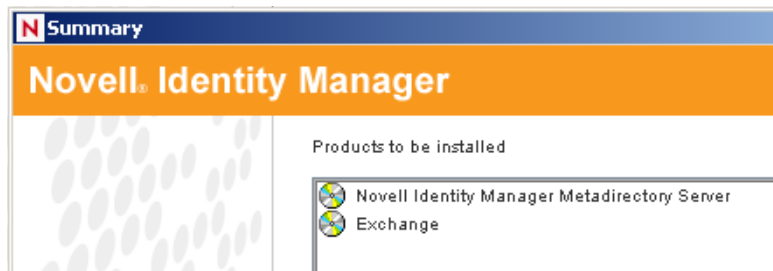 N Summary
Novell® Identity Manager
Products to be installed
Novell Identity Manager Metadirectory Server
Exchange